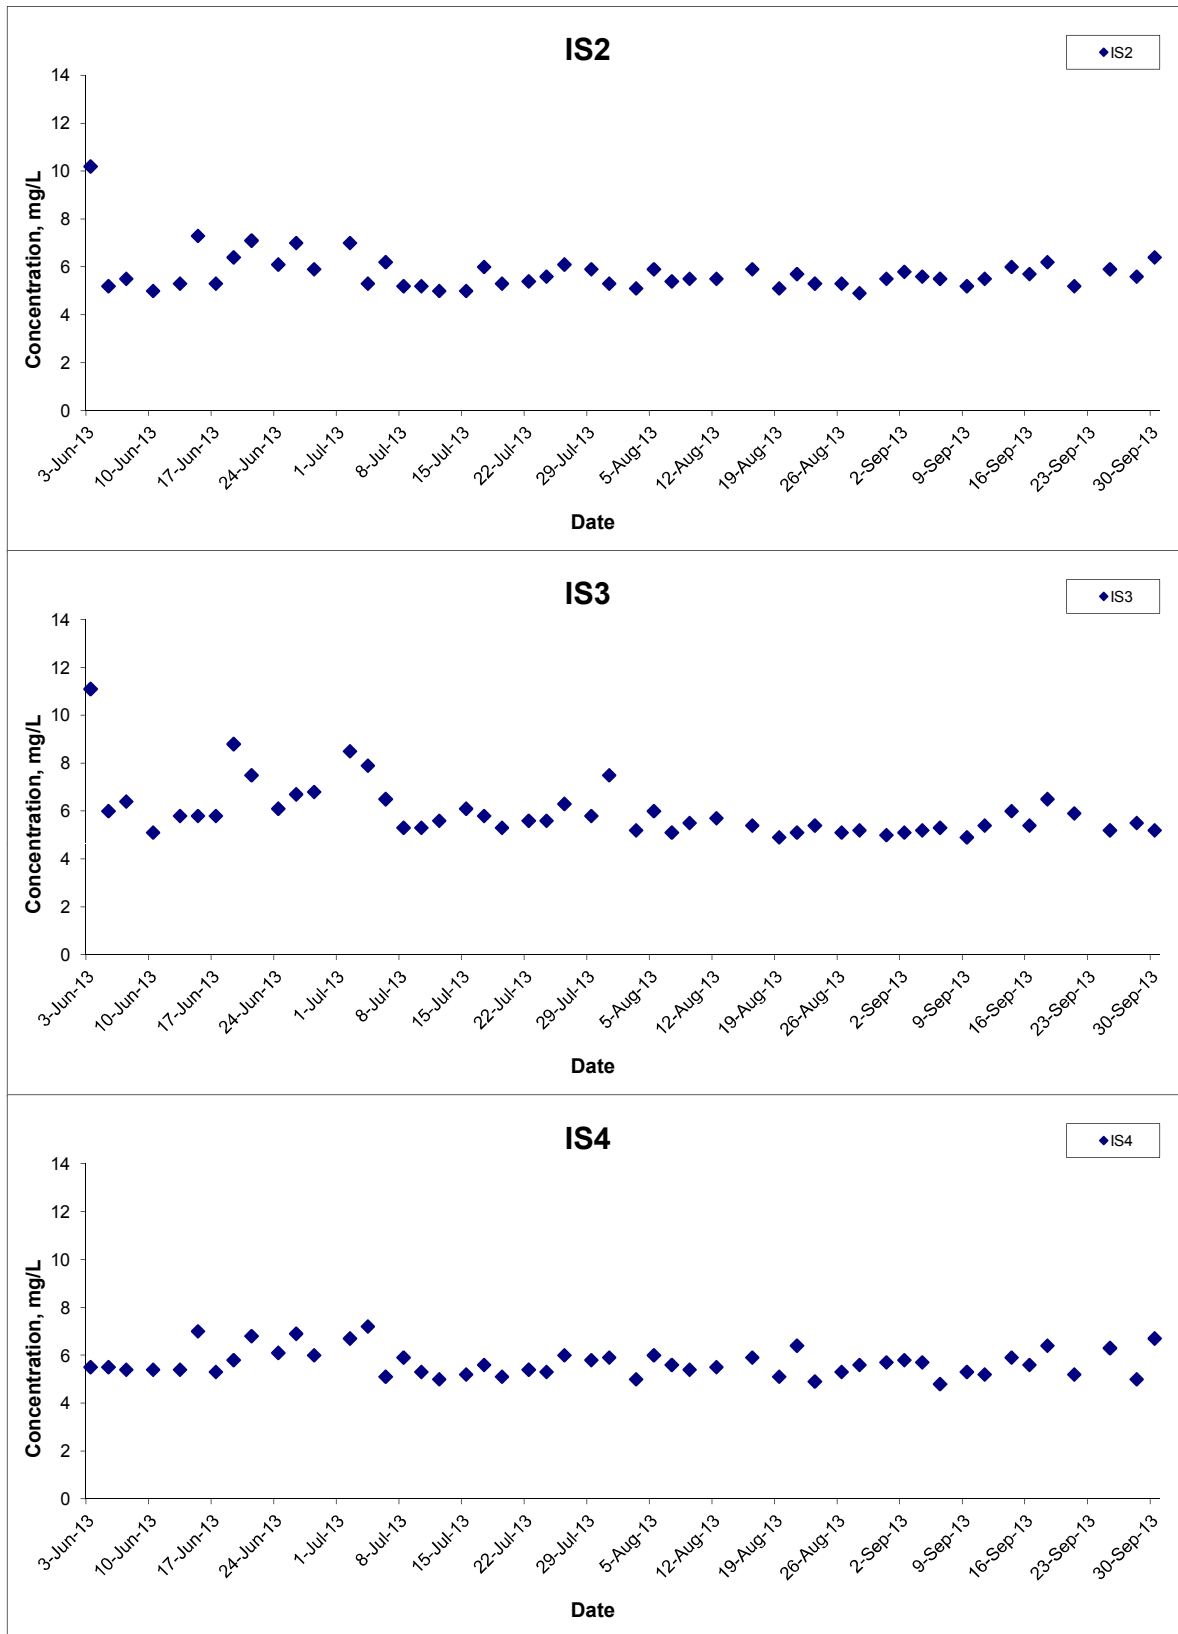 IS2
IS2
14
12
10
8
6
4
2
0
Concentration, mg/L
3-Jun-13
10-Jun-13
17-Jun-13
24-Jun-13
1-Jul-13
8-Jul-13
15-Jul-13
22-Jul-13
29-Jul-13
5-Aug-13
12-Aug-13
19-Aug-13
26-Aug-13
2-Sep-13
9-Sep-13
16-Sep-13
23-Sep-13
30-Sep-13
Date
IS3
IS3
14
12
10
8
6
4
2
0
Concentration, mg/L
3-Jun-13
10-Jun-13
17-Jun-13
24-Jun-13
1-Jul-13
8-Jul-13
15-Jul-13
22-Jul-13
29-Jul-13
5-Aug-13
12-Aug-13
19-Aug-13
26-Aug-13
2-Sep-13
9-Sep-13
16-Sep-13
23-Sep-13
30-Sep-13
Date
IS4
IS4
14
12
10
8
6
4
2
0
Concentration, mg/L
3-Jun-13
10-Jun-13
17-Jun-13
24-Jun-13
1-Jul-13
8-Jul-13
15-Jul-13
22-Jul-13
29-Jul-13
5-Aug-13
12-Aug-13
19-Aug-13
26-Aug-13
2-Sep-13
9-Sep-13
16-Sep-13
23-Sep-13
30-Sep-13
Date